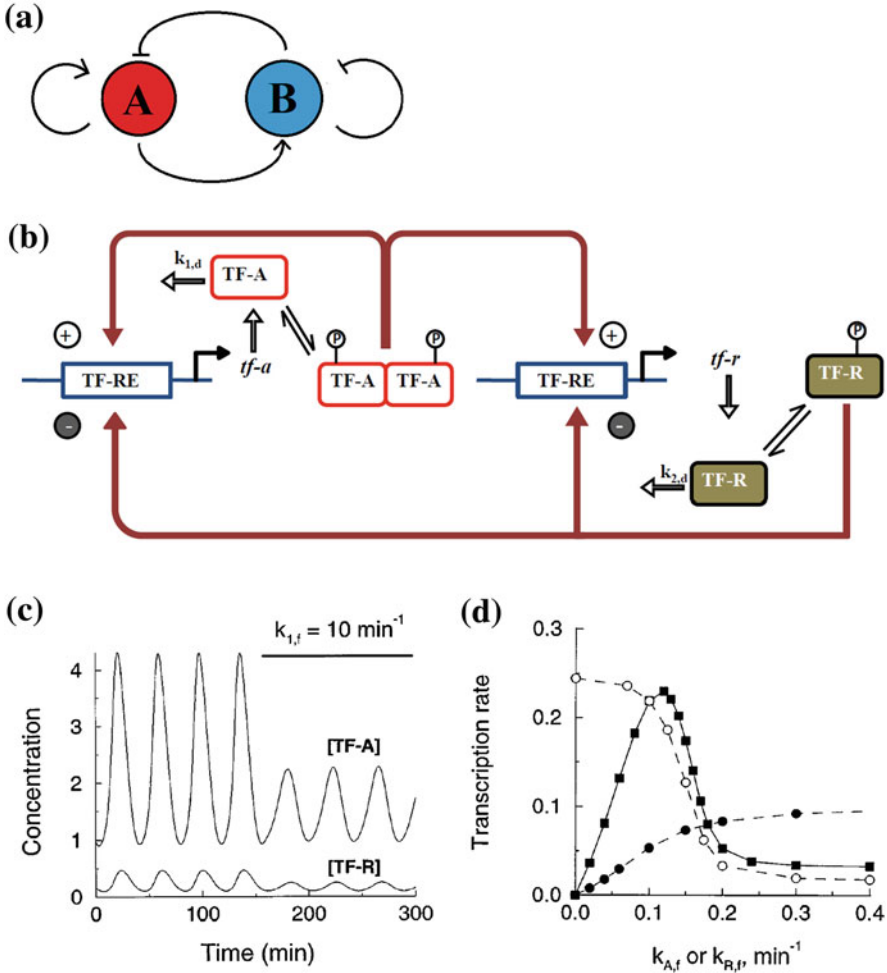 (a)
A B
(b)
k1,d
TF-A
+ P P + P
TF-RE tf-a TF-A TF-A TF-RE tf-r TF-R
- -
k2,d TF-R
(c)
k1,f = 10 min-1
4
3
[TF-A]
2
1
[TF-R]
0
0 100 200 300
Concentration
Time (min)
(d)
0.3
0.2
0.1
0.0
0.0 0.1 0.2 0.3 0.4
Transcription rate
kA,f or kR,f, min-1